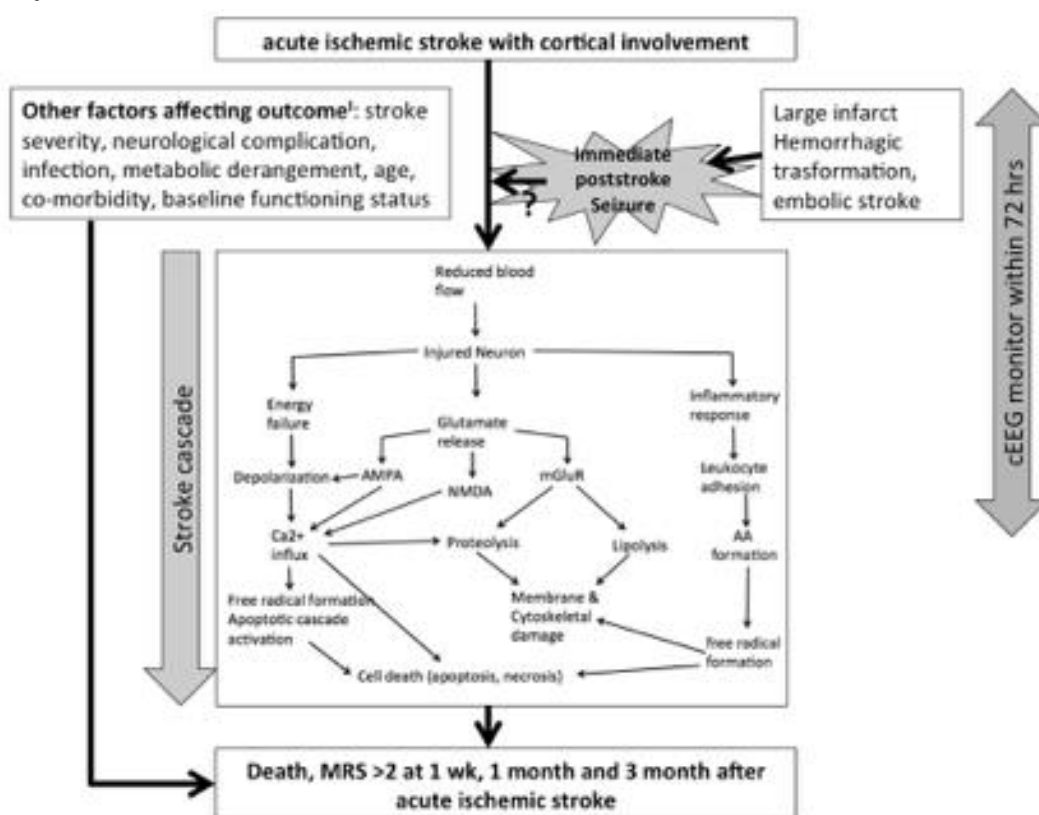 acute ischemic stroke with cortical involvement
Other factors affecting outcome¹: stroke
severity, neurological complication,
infection, metabolic derangement, age,
co-morbidity, baseline functioning status
Immediate
poststroke
Seizure
?
Large infarct
Hemorrhagic
trasformation,
embolic stroke
cEEG monitor within 72 hrs
Stroke cascade
Reduced blood
flow
Injured Neuron
Energy
failure
Glutamate
release
Inflammatory
response
Depolarization
AMPA
NMDA
mGluR
Leukocyte
adhesion
Ca2+
influx
Proteolysis
Lipolysis
AA
formation
Free radical formation
Apoptotic cascade
activation
Membrane &
Cytoskeletal
damage
Free radical
formation
Cell death (apoptosis, necrosis)
Death, MRS >2 at 1 wk, 1 month and 3 month after
acute ischemic stroke